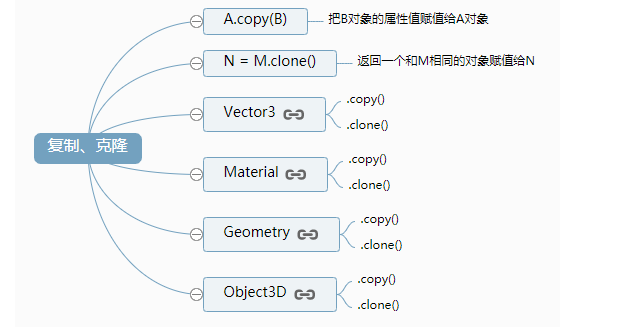 复制、克隆
A.copy(B)
把B对象的属性值赋值给A对象
N = M.clone()
返回一个和M相同的对象赋值给N
Vector3
.copy()
.clone()
Material
.copy()
.clone()
Geometry
.copy()
.clone()
Object3D
.copy()
.clone()